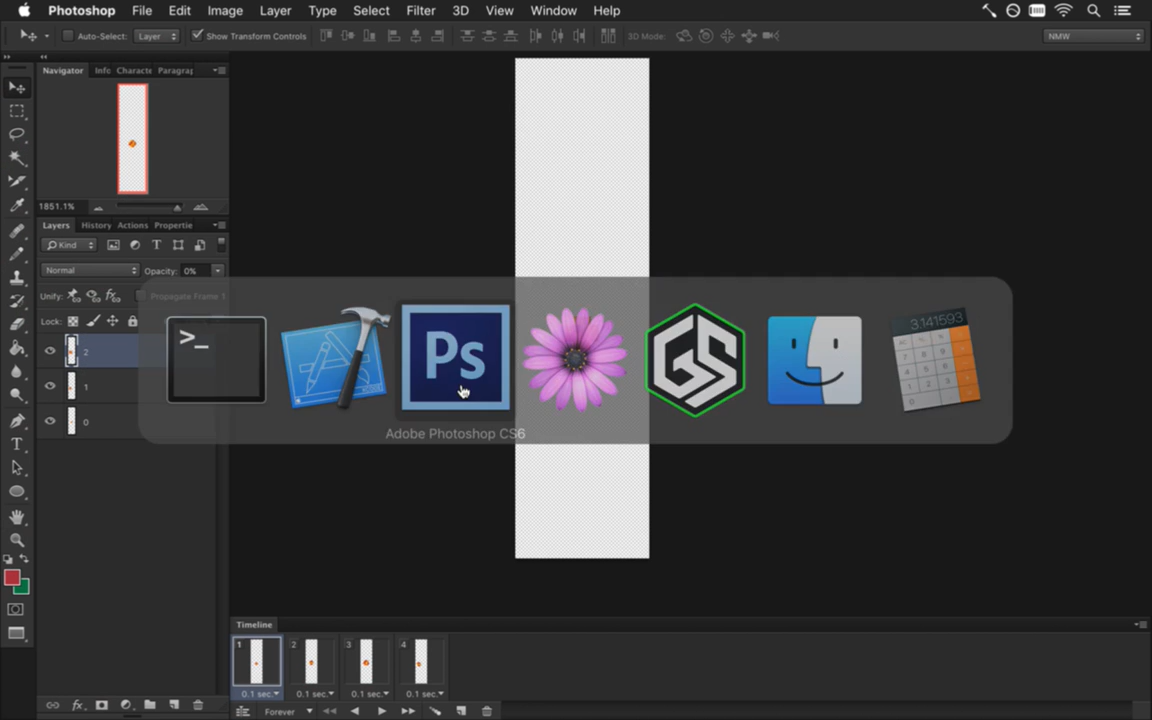 Photoshop File Edit Image Layer Type Select Filter 3D View Window Help
Auto-Select: Layer Show Transform Controls 3D Mode: NMW
Navigator Info Characte Paragrap
1851.1%
Layers History Actions Propertie
Kind T
Normal Opacity: 0%
Unify: Propagate Frame 1
Lock:
2
1
0
>_
Ps
GS
3.141593
Adobe Photoshop CS6
T
Timeline
1 2 3 4
0.1 sec. 0.1 sec. 0.1 sec. 0.1 sec.
Forever